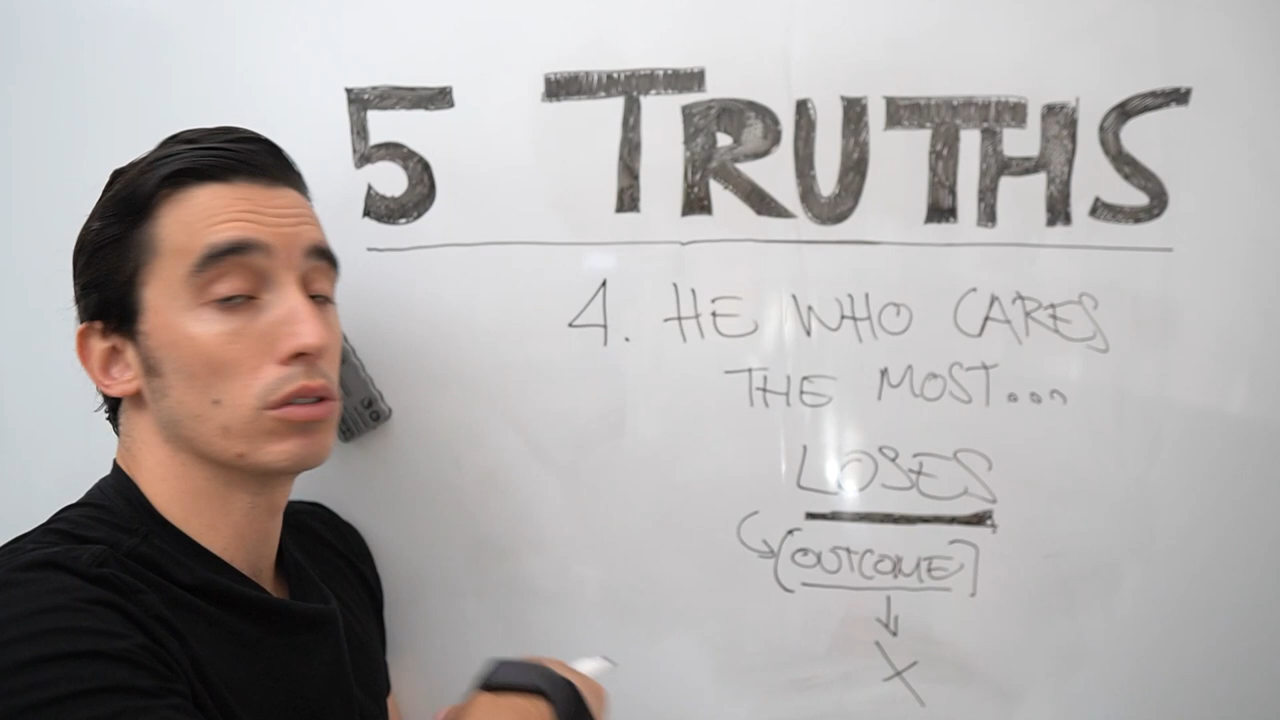 5 TRUTHS
4. HE WHO CARES
THE MOST...
LOSES
(OUTCOME]
X